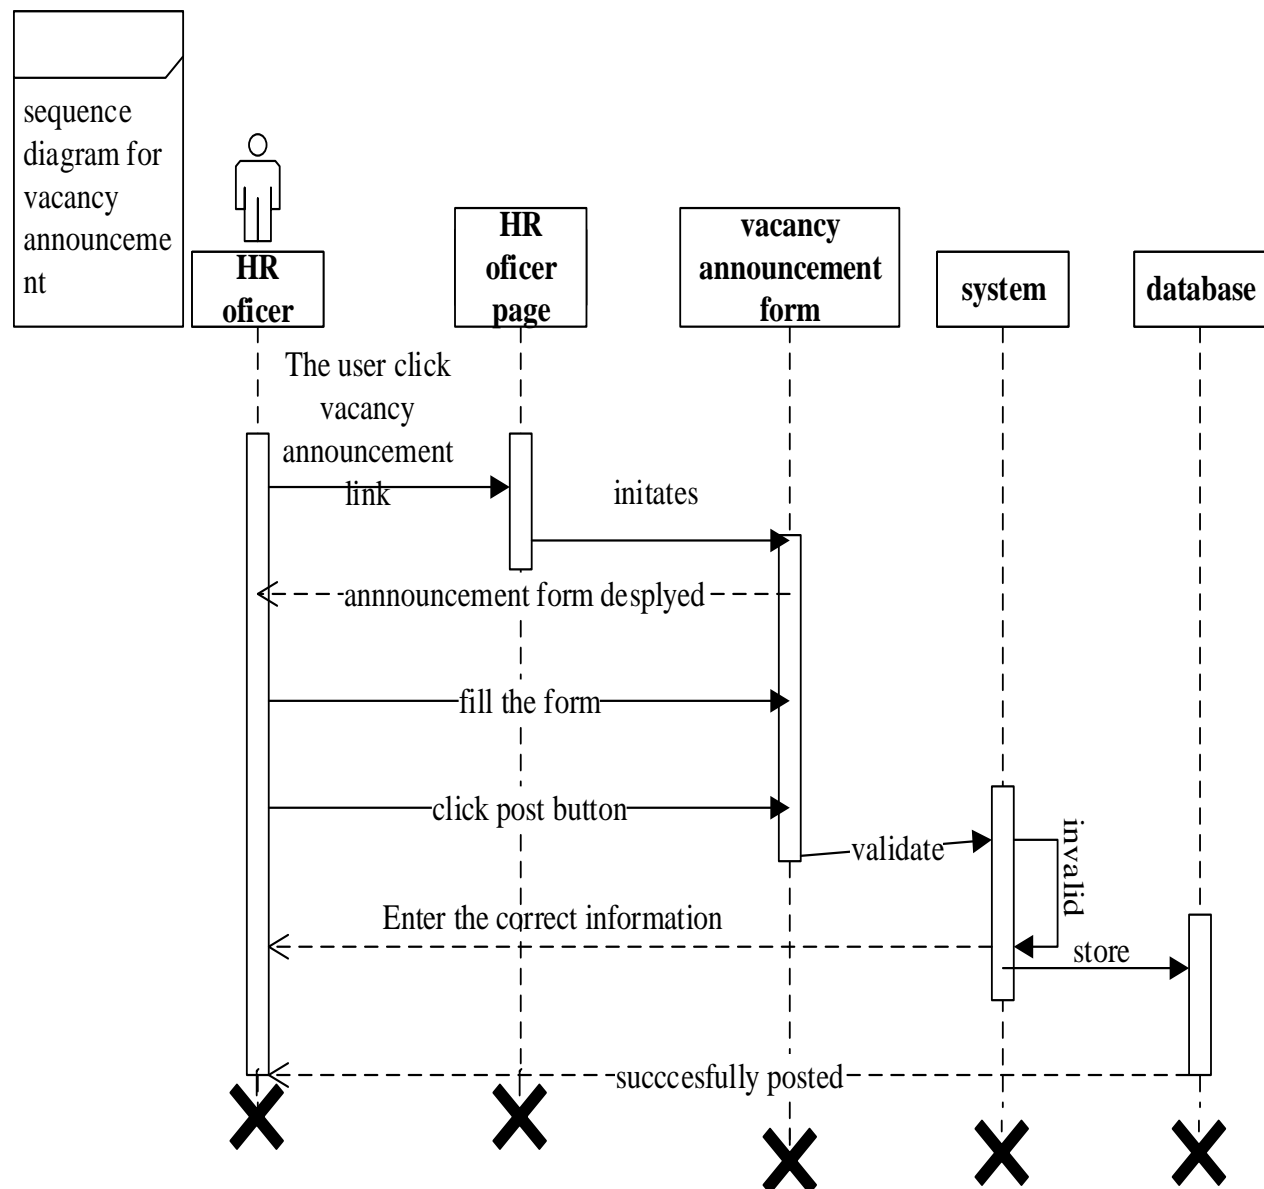 sequence
diagram for
vacancy
announceme
nt
HR
oficer
HR
oficer
page
vacancy
announcement
form
system
database
The user click
vacancy
announcement
link
initates
annnouncement form desplyed
fill the form
click post button
validate
invalid
Enter the correct information
store
succcesfully posted